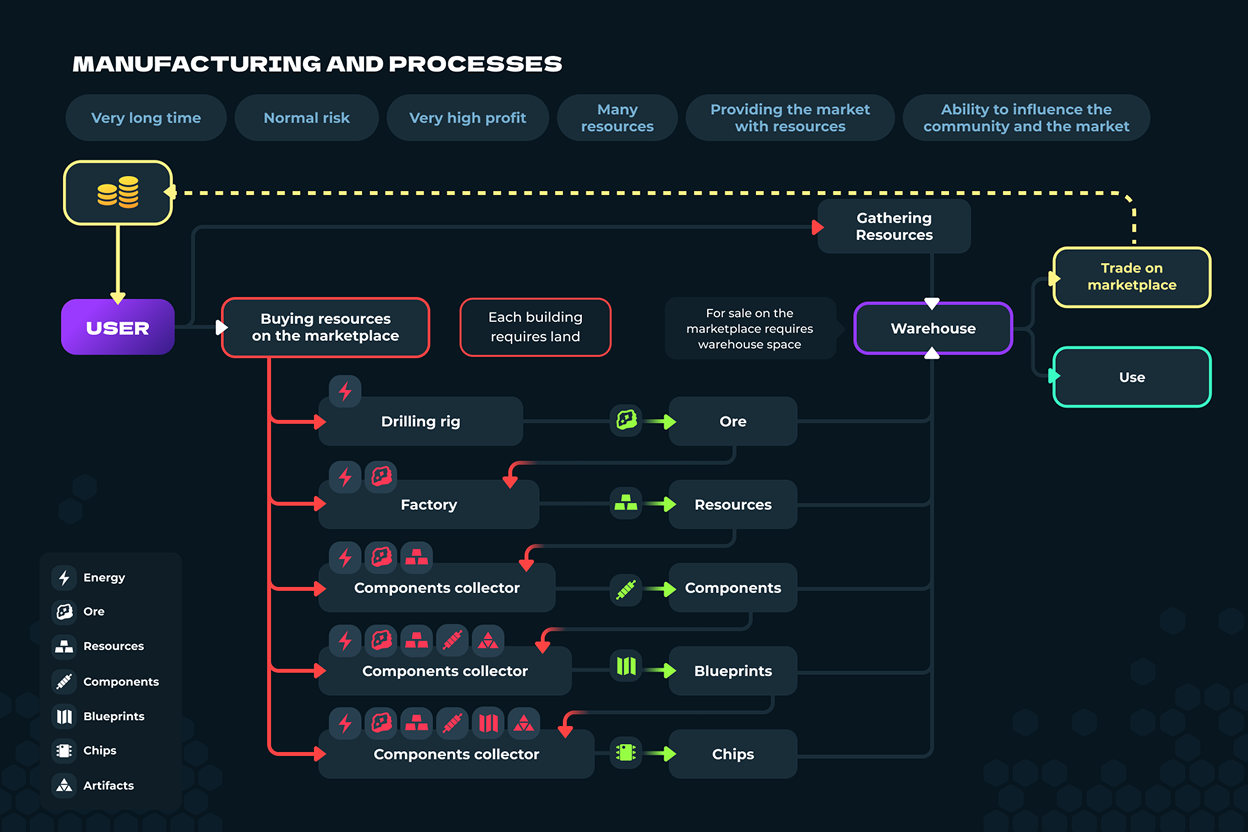 MANUFACTURING AND PROCESSES
Very long time
Normal risk
Very high profit
Many
resources
Providing the market
with resources
Ability to influence the
community and the market
Gathering
Resources
Trade on
marketplace
USER
Buying resources
on the marketplace
Each building
requires land
For sale on the
marketplace requires
warehouse space
Warehouse
Use
Drilling rig
Ore
Factory
Resources
Components collector
Components
Components collector
Blueprints
Components collector
Chips
Energy
Ore
Resources
Components
Blueprints
Chips
Artifacts